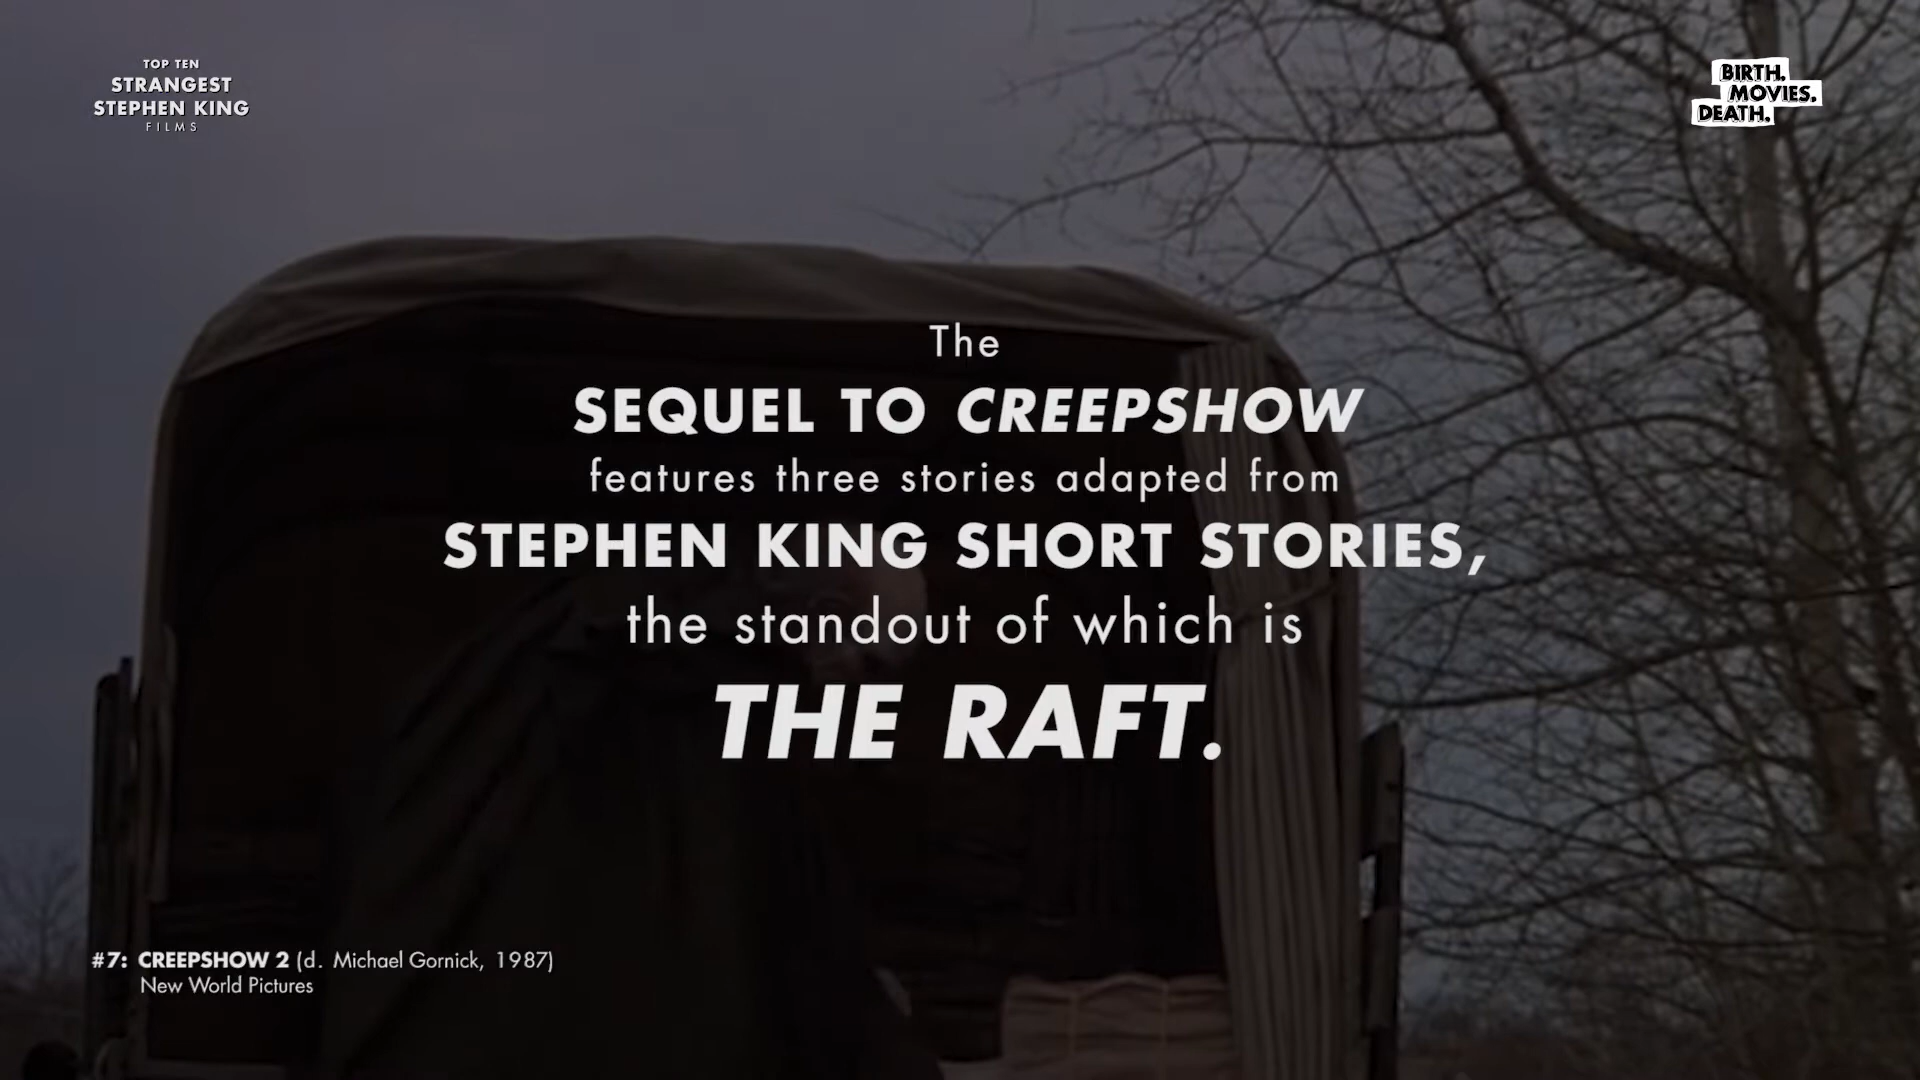 TOP TEN
STRANGEST
STEPHEN KING
FILMS
BIRTH.
MOVIES.
DEATH.
The
SEQUEL TO CREEPSHOW
features three stories adapted from
STEPHEN KING SHORT STORIES,
the standout of which is
THE RAFT.
#7: CREEPSHOW 2 (d. Michael Gornick, 1987)
New World Pictures